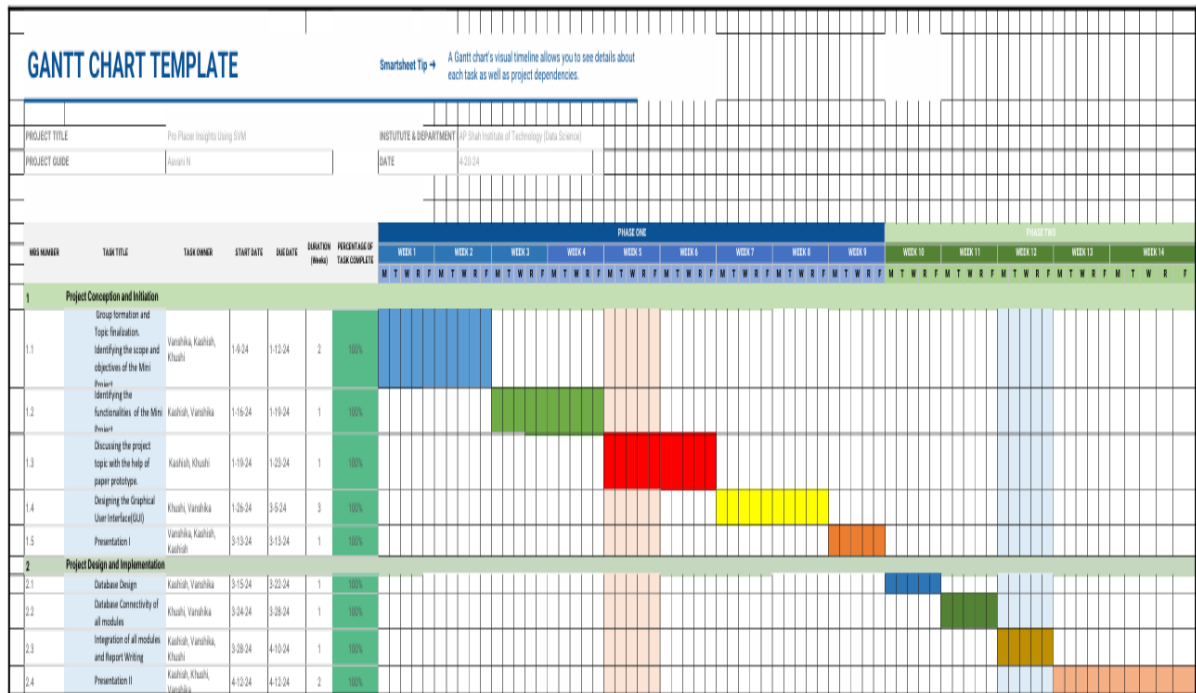 GANTT CHART TEMPLATE
Smartsheet Tip ➔
A Gantt chart's visual timeline allows you to see details about
each task as well as project dependencies.
PROJECT TITLE Pro Placer Insights Using SVM INSTUTUTE & DEPARTMENT AP Shah Institute of Technology (Data Science)
PROJECT GUIDE DATE 4-20-24
PHASE ONE PHASE TWO
WBS NUMBER TASK TITLE TASK OWNER START DATE DUE DATE DURATION (Weeks) PERCENTAGE OF TASK COMPLETE
WEEK 1 WEEK 2 WEEK 3 WEEK 4 WEEK 5 WEEK 6 WEEK 7 WEEK 8 WEEK 9 WEEK 10 WEEK 11 WEEK 12 WEEK 13 WEEK 14
M T W R F M T W R F M T W R F M T W R F M T W R F M T W R F M T W R F M T W R F M T W R F M T W R F M T W R F M T W R F M T W R F M T W R F
1 Project Conception and Initiation
1.1
Group formation and
Topic finalization.
Identifying the scope and
objectives of the Mini
Project
Vanshika, Kashish,
Khushi
1-9-24 1-12-24 2 100%
1.2
Identifying the
functionalities of the Mini
Project
Kashish, Vanshika 1-16-24 1-19-24 1 100%
1.3
Discussing the project
topic with the help of
paper prototype.
Kashish, Khushi 1-19-24 1-23-24 1 100%
1.4
Designing the Graphical
User Interface(GUI)
Khushi, Vanshika 1-26-24 3-5-24 3 100%
1.5 Presentation I
Vanshika, Kashish,
Kashish
3-13-24 3-13-24 1 100%
2 Project Design and Implementation
2.1 Database Design Kashish, Vanshika 3-15-24 3-22-24 1 100%
2.2
Database Connectivity of
all modules
Khushi, Vanshika 3-24-24 3-28-24 1 100%
2.3
Integration of all modules
and Report Writing
Kashish, Vanshika,
Khushi
3-28-24 4-10-24 1 100%
2.4 Presentation II
Kashish, Khushi,
Vanshika
4-12-24 4-12-24 2 100%